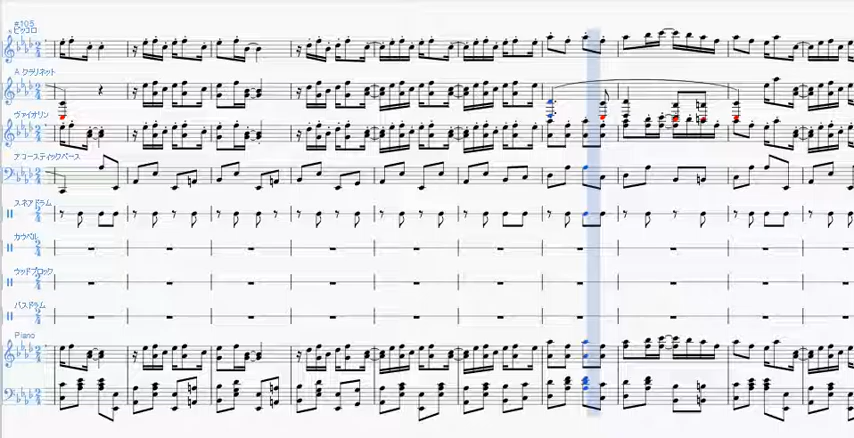 #105
ピッコロ
A クラリネット
ヴァイオリン
アコースティックベース
スネアドラム
カウベル
ウッドブロック
バスドラム
Piano